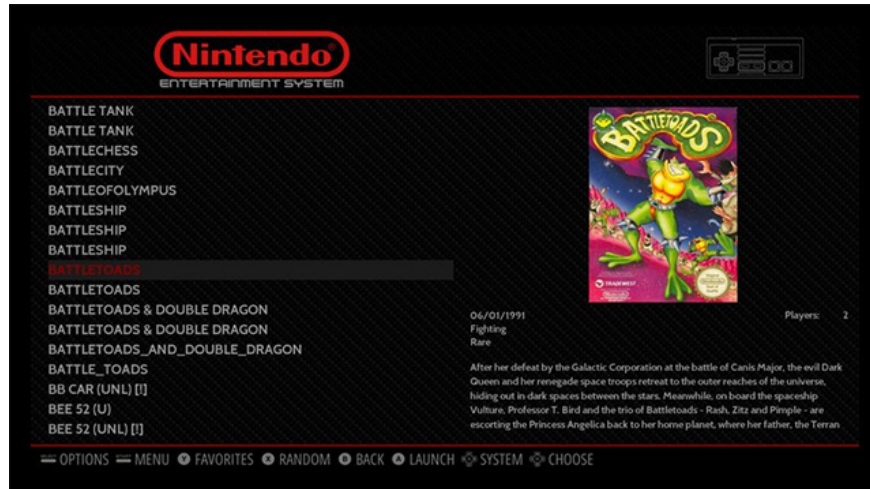 Nintendo
ENTERTAINMENT SYSTEM
BATTLE TANK
BATTLE TANK
BATTLECHESS
BATTLECITY
BATTLEOFOLYMPUS
BATTLESHIP
BATTLESHIP
BATTLESHIP
BATTLETOADS
BATTLETOADS
BATTLETOADS & DOUBLE DRAGON
BATTLETOADS & DOUBLE DRAGON
BATTLETOADS_AND_DOUBLE_DRAGON
BATTLE_TOADS
BB CAR (UNL) [!]
BEE 52 (U)
BEE 52 (UNL) [!]
BATTLETOADS
TRADEWEST
06/01/1991 Players: 2
Fighting
Rare
After her defeat by the Galactic Corporation at the battle of Canis Major, the evil Dark
Queen and her renegade space troops retreat to the outer reaches of the universe,
hiding out in dark spaces between the stars. Meanwhile, on board the spaceship
Vulture, Professor T. Bird and the trio of Battletoads - Rash, Zitz and Pimple - are
escorting the Princess Angelica back to her home planet, where her father, the Terran
OPTIONS MENU Y FAVORITES X RANDOM B BACK A LAUNCH SYSTEM CHOOSE